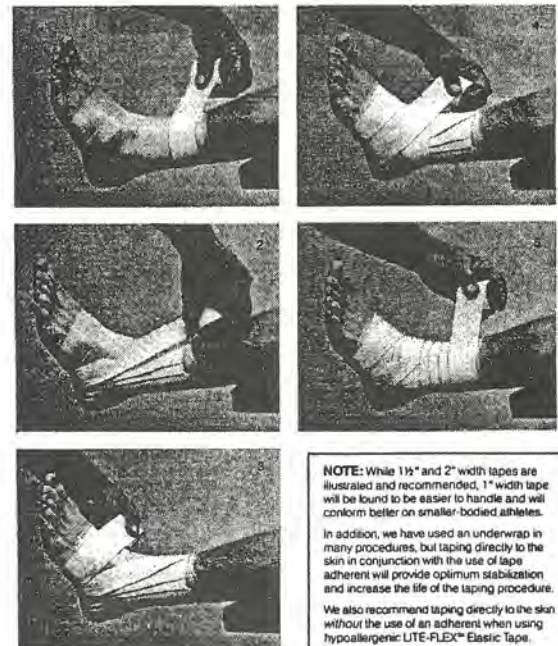 4
2
5
3
NOTE: While 1½" and 2" width tapes are
illustrated and recommended, 1" width tape
will be found to be easier to handle and will
conform better on smaller-bodied athletes.
In addition, we have used an underwrap in
many procedures, but taping directly to the
skin in conjunction with the use of tape
adherent will provide optimum stabilization
and increase the life of the taping procedure.
We also recommend taping directly to the skin
without the use of an adherent when using
hypoallergenic LITE-FLEX™ Elastic Tape.